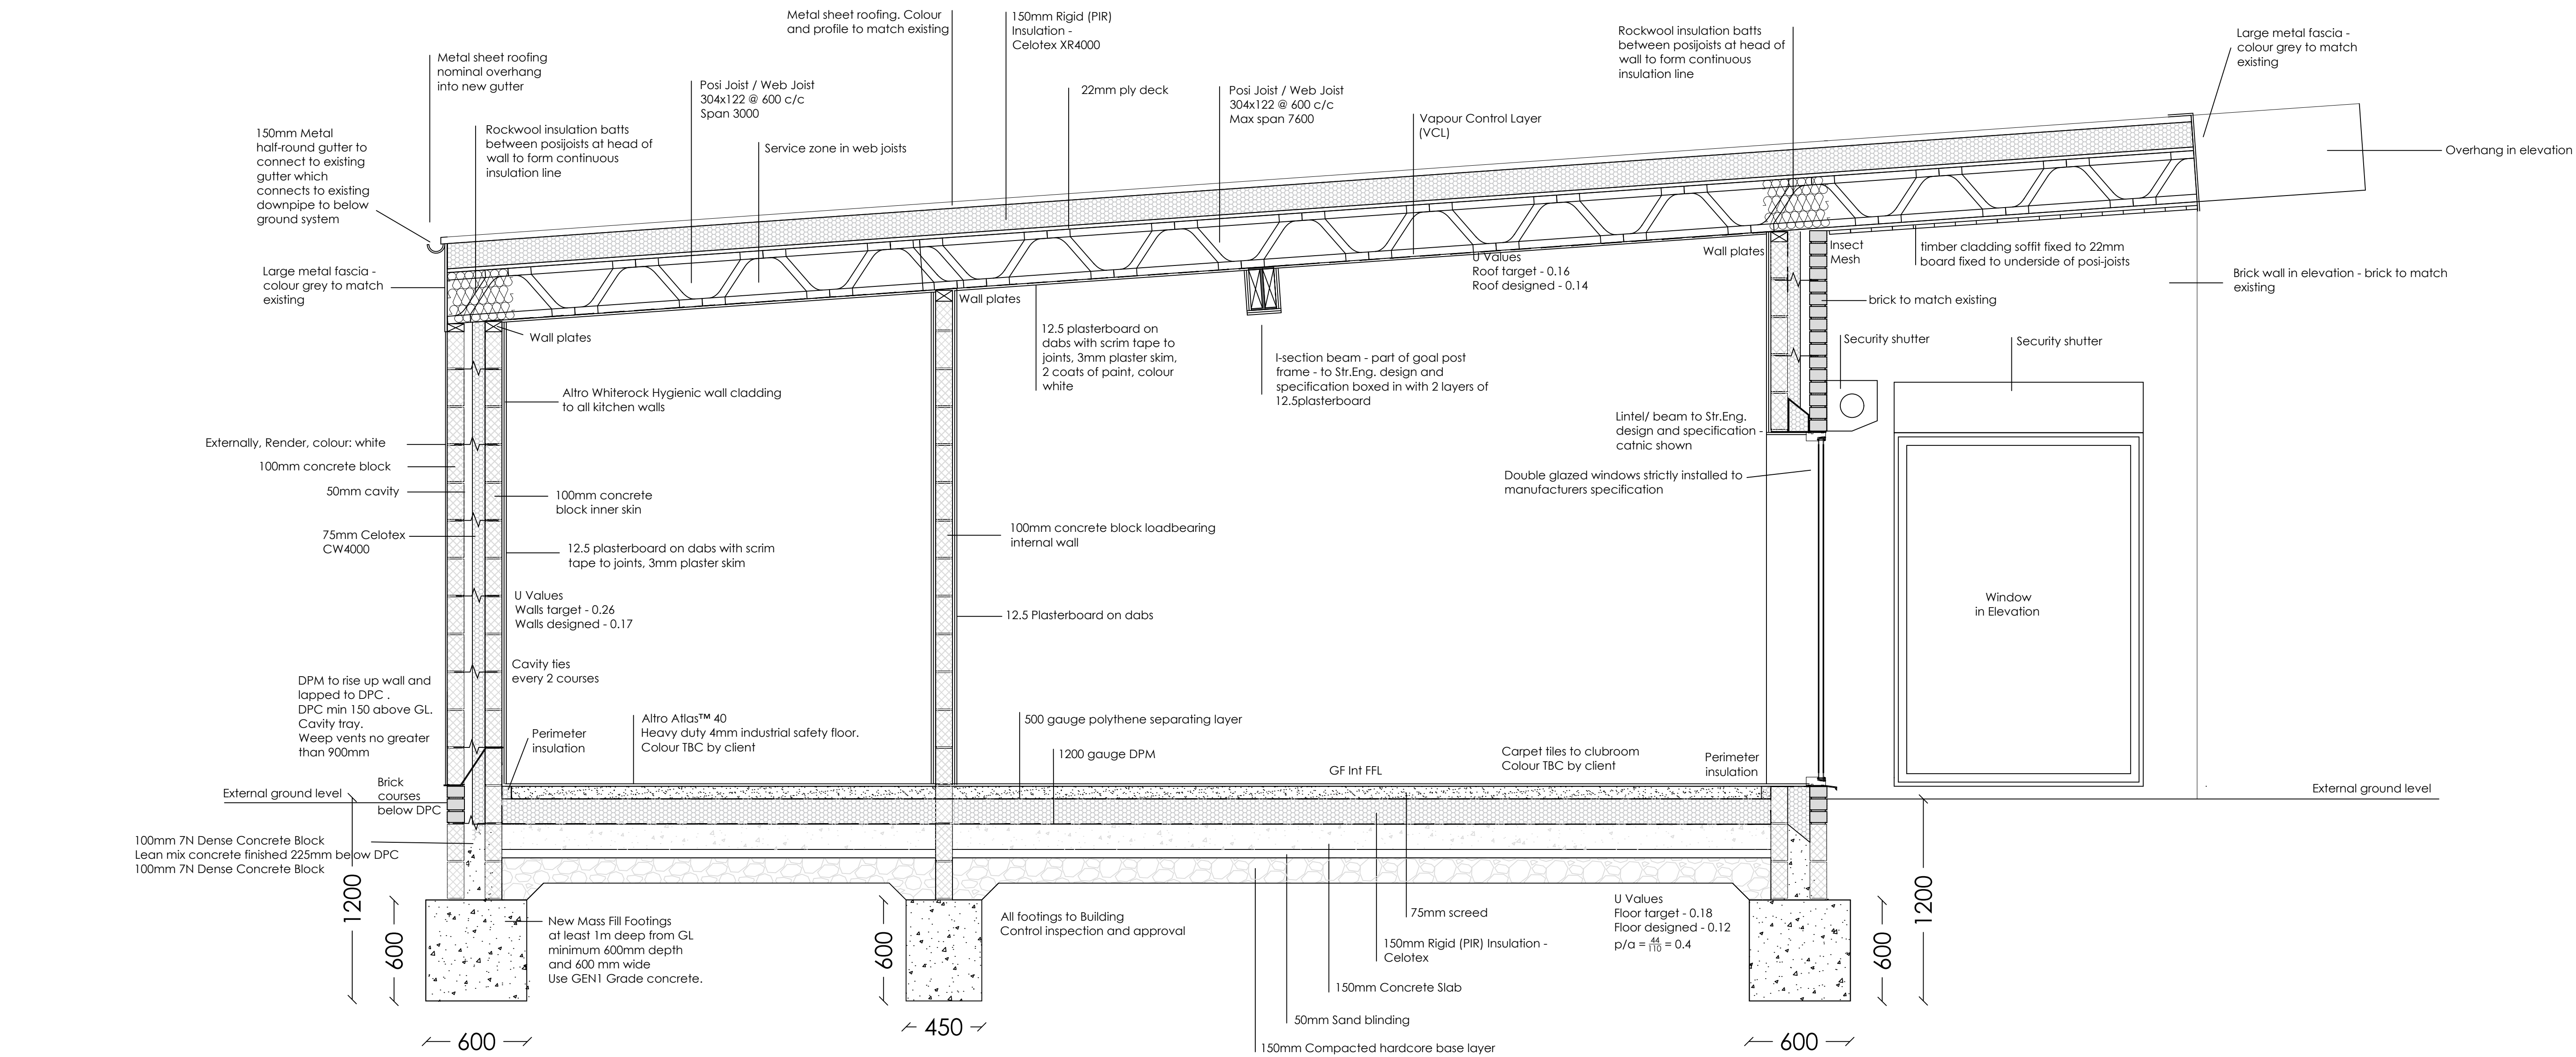 Metal sheet roofing. Colour
and profile to match existing
150mm Rigid (PIR)
Insulation -
Celotex XR4000
Rockwool insulation batts
between posijoists at head of
wall to form continuous
insulation line
Large metal fascia -
colour grey to match
existing
Metal sheet roofing
nominal overhang
into new gutter
Posi Joist / Web Joist
304x122 @ 600 c/c
Span 3000
22mm ply deck
Posi Joist / Web Joist
304x122 @ 600 c/c
Max span 7600
Vapour Control Layer
(VCL)
150mm Metal
half-round gutter to
connect to existing
gutter which
connects to existing
downpipe to below
ground system
Rockwool insulation batts
between posijoists at head of
wall to form continuous
insulation line
Service zone in web joists
Overhang in elevation
Large metal fascia -
colour grey to match
existing
Wall plates
Wall plates
U Values
Roof target - 0.16
Roof designed - 0.14
Wall plates
Insect
Mesh
timber cladding soffit fixed to 22mm
board fixed to underside of posi-joists
Brick wall in elevation - brick to match
existing
brick to match existing
12.5 plasterboard on
dabs with scrim tape to
joints, 3mm plaster skim,
2 coats of paint, colour
white
I-section beam - part of goal post
frame - to Str.Eng. design and
specification boxed in with 2 layers of
12.5plasterboard
Security shutter
Security shutter
Altro Whiterock Hygienic wall cladding
to all kitchen walls
Lintel/ beam to Str.Eng.
design and specification -
catnic shown
Externally, Render, colour: white
100mm concrete block
50mm cavity
75mm Celotex
CW4000
100mm concrete
block inner skin
12.5 plasterboard on dabs with scrim
tape to joints, 3mm plaster skim
Double glazed windows strictly installed to
manufacturers specification
100mm concrete block loadbearing
internal wall
U Values
Walls target - 0.26
Walls designed - 0.17
12.5 Plasterboard on dabs
Window
in Elevation
Cavity ties
every 2 courses
DPM to rise up wall and
lapped to DPC .
DPC min 150 above GL.
Cavity tray.
Weep vents no greater
than 900mm
Perimeter
insulation
Altro Atlas™ 40
Heavy duty 4mm industrial safety floor.
Colour TBC by client
500 gauge polythene separating layer
1200 gauge DPM
GF Int FFL
Carpet tiles to clubroom
Colour TBC by client
Perimeter
insulation
Brick
courses
below DPC
External ground level
External ground level
100mm 7N Dense Concrete Block
Lean mix concrete finished 225mm below DPC
100mm 7N Dense Concrete Block
1200
600
New Mass Fill Footings
at least 1m deep from GL
minimum 600mm depth
and 600 mm wide
Use GEN1 Grade concrete.
600
All footings to Building
Control inspection and approval
75mm screed
150mm Rigid (PIR) Insulation -
Celotex
150mm Concrete Slab
50mm Sand blinding
150mm Compacted hardcore base layer
U Values
Floor target - 0.18
Floor designed - 0.12
p/a = 44/110 = 0.4
600
1200
600
450
600